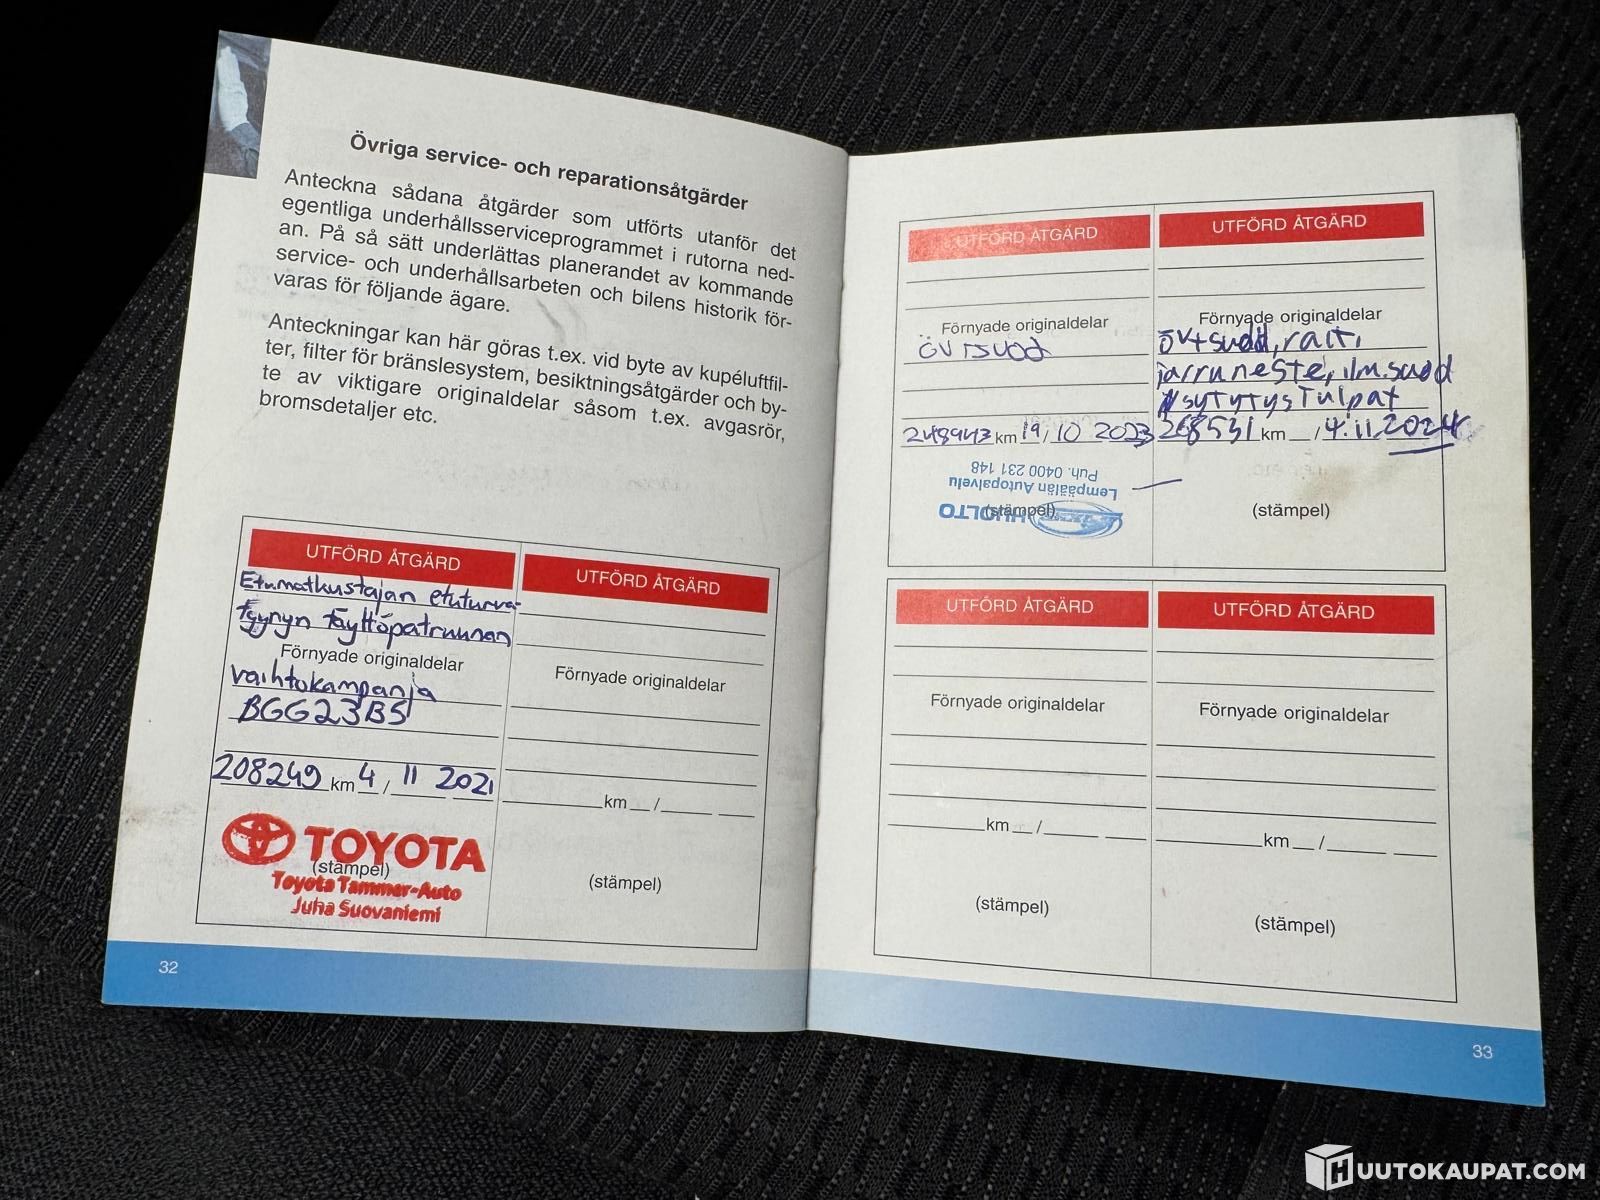 Övriga service- och reparationsåtgärder
Anteckna sådana åtgärder som utförts utanför det
egentliga underhållsserviceprogrammet i rutorna ned-
an. På så sätt underlättas planerandet av kommande
service- och underhållsarbeten och bilens historik för-
varas för följande ägare.
Anteckningar kan här göras t.ex. vid byte av kupéluftfil-
ter, filter för bränslesystem, besiktningsåtgärder och by-
te av viktigare originaldelar såsom t.ex. avgasrör,
bromsdetaljer etc.
UTFÖRD ÅTGÄRD
Etu.matkustajan etuturva-
tyynyn täyttöpatruunan
Förnyade originaldelar
vaihtokampanja
BGG23B5
208249 km 4 / 11 2021
TOYOTA
(stämpel)
Toyota Tammer-Auto
Juha Suovaniemi
UTFÖRD ÅTGÄRD
Förnyade originaldelar
km /
(stämpel)
32
UTFÖRD ÅTGÄRD
Förnyade originaldelar
öv+suod
248943 km 19 / 10 2023
Puh. 0400 231 148
Lempäälän Autopalvelu
HUOLTO
(stämpel)
UTFÖRD ÅTGÄRD
Förnyade originaldelar
öv+suod, rait.
jarruneste, ilm.suod
sytytystulpat
268531 km / 4.11.2024
(stämpel)
UTFÖRD ÅTGÄRD
Förnyade originaldelar
km /
(stämpel)
UTFÖRD ÅTGÄRD
Förnyade originaldelar
km /
(stämpel)
33
HUUTOKAUPAT.COM